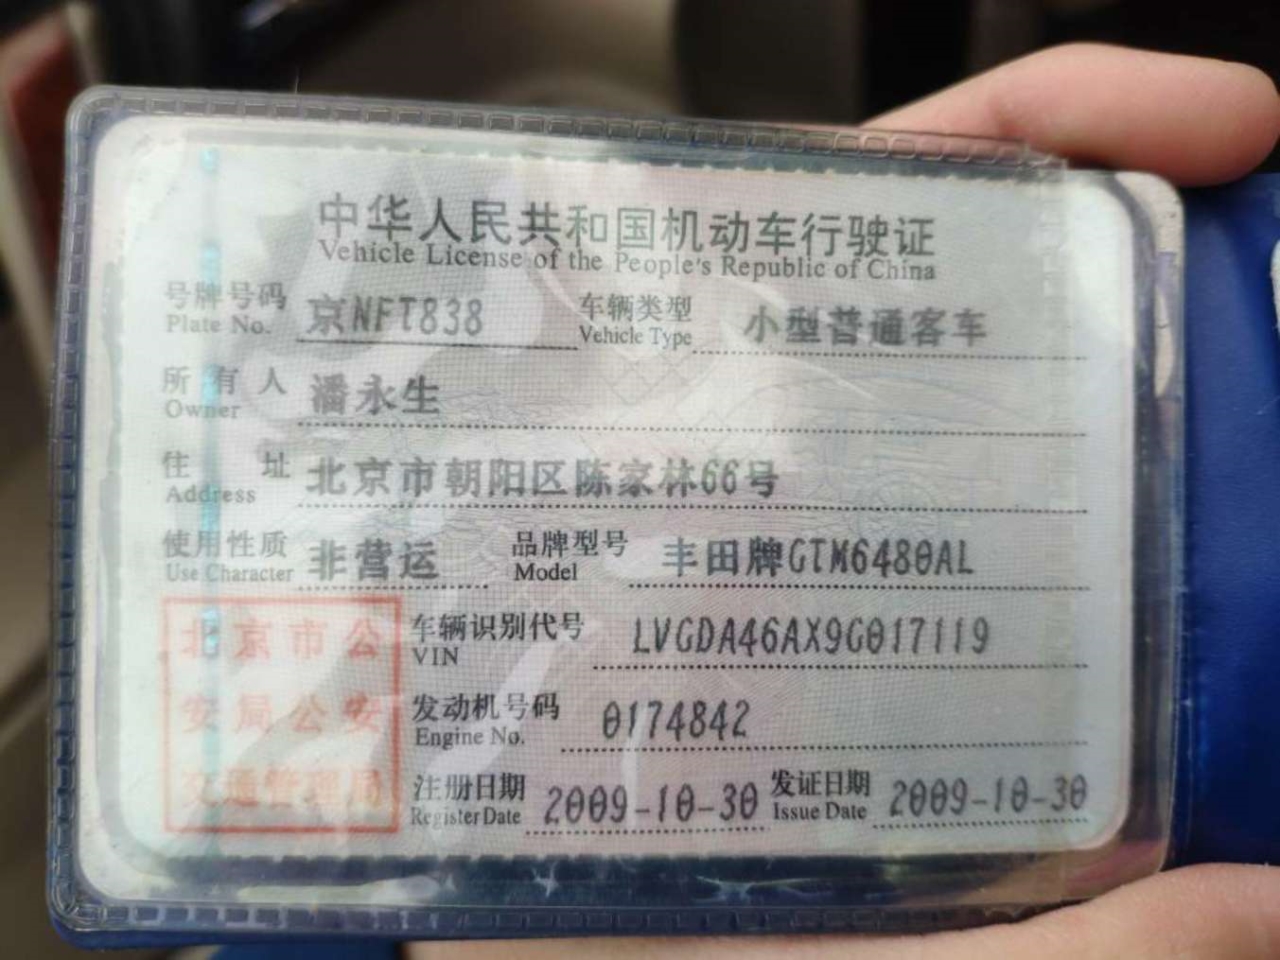 中华人民共和国机动车行驶证
Vehicle License of the People's Republic of China
号牌号码 京NFT838 车辆类型 小型普通客车
Plate No. Vehicle Type
所有人 潘永生
Owner
住址 北京市朝阳区陈家林66号
Address
使用性质 非营运 品牌型号 丰田牌GTM6480AL
Use Character Model
北京市公
安局公安
交通管理局
车辆识别代号 LVGDA46AX9G017119
VIN
发动机号码 0174842
Engine No.
注册日期 2009-10-30 发证日期 2009-10-30
Register Date Issue Date